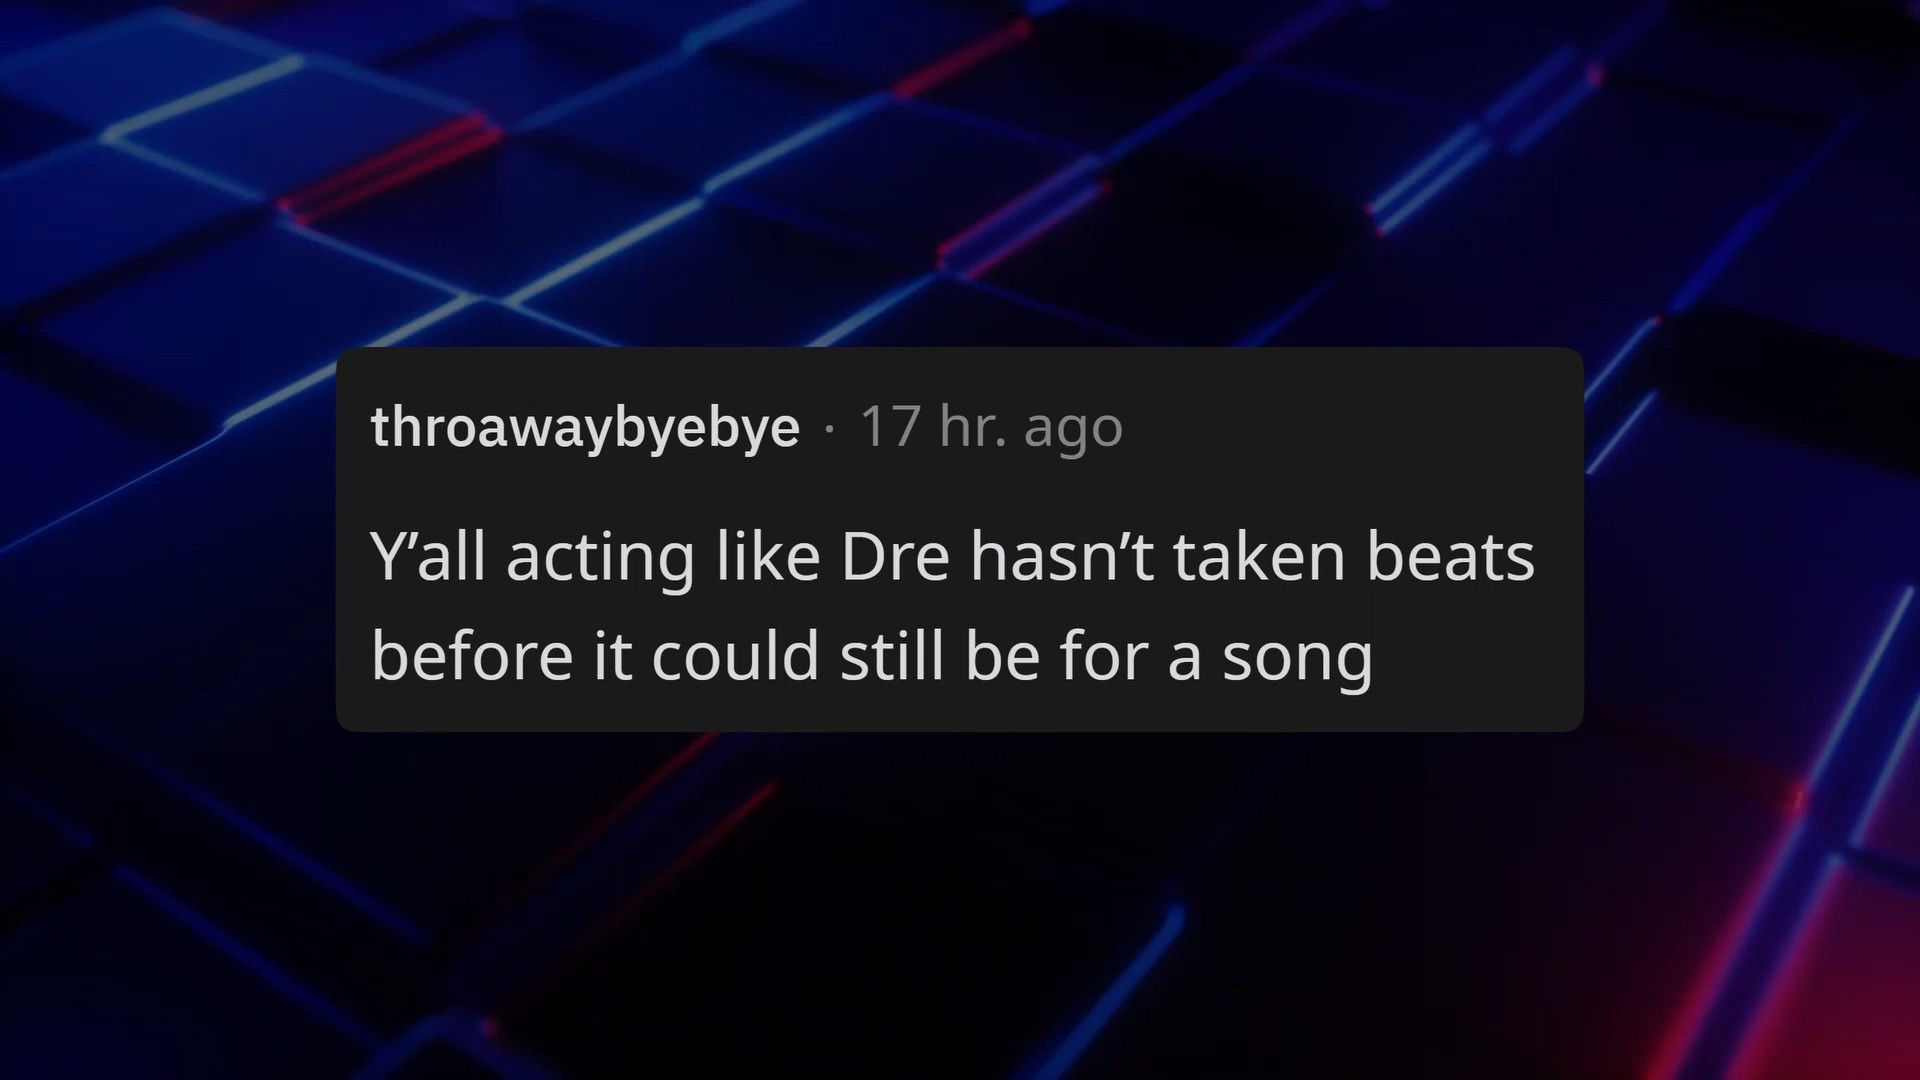 throawaybyebye · 17 hr. ago
Y’all acting like Dre hasn’t taken beats
before it could still be for a song